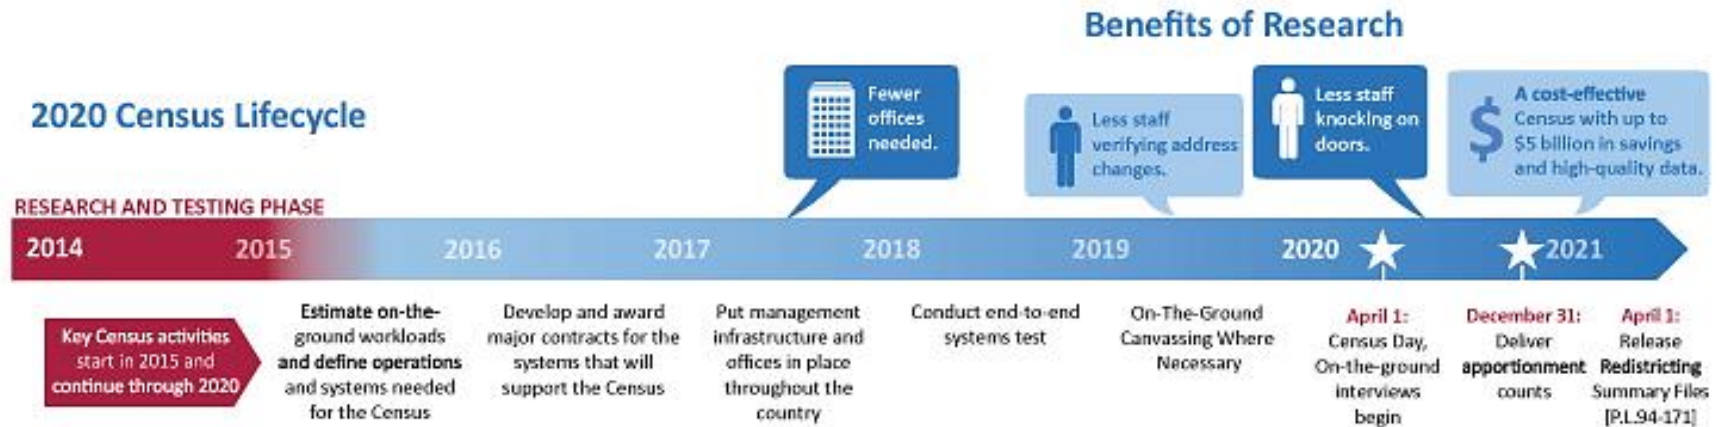 Benefits of Research
2020 Census Lifecycle
Fewer
offices
needed.
Less staff
verifying address
changes.
Less staff
knocking on
doors.
$
A cost-effective
Census with up to
$5 billion in savings
and high-quality data.
RESEARCH AND TESTING PHASE
2014 2015 2016 2017 2018 2019 2020 2021
Key Census activities
start in 2015 and
continue through 2020
Estimate on-the-
ground workloads
and define operations
and systems needed
for the Census
Develop and award
major contracts for the
systems that will
support the Census
Put management
infrastructure and
offices in place
throughout the
country
Conduct end-to-end
systems test
On-The-Ground
Canvassing Where
Necessary
April 1:
Census Day,
On-the-ground
interviews
begin
December 31:
Deliver
apportionment
counts
April 1:
Release
Redistricting
Summary Files
[P.L.94-171]